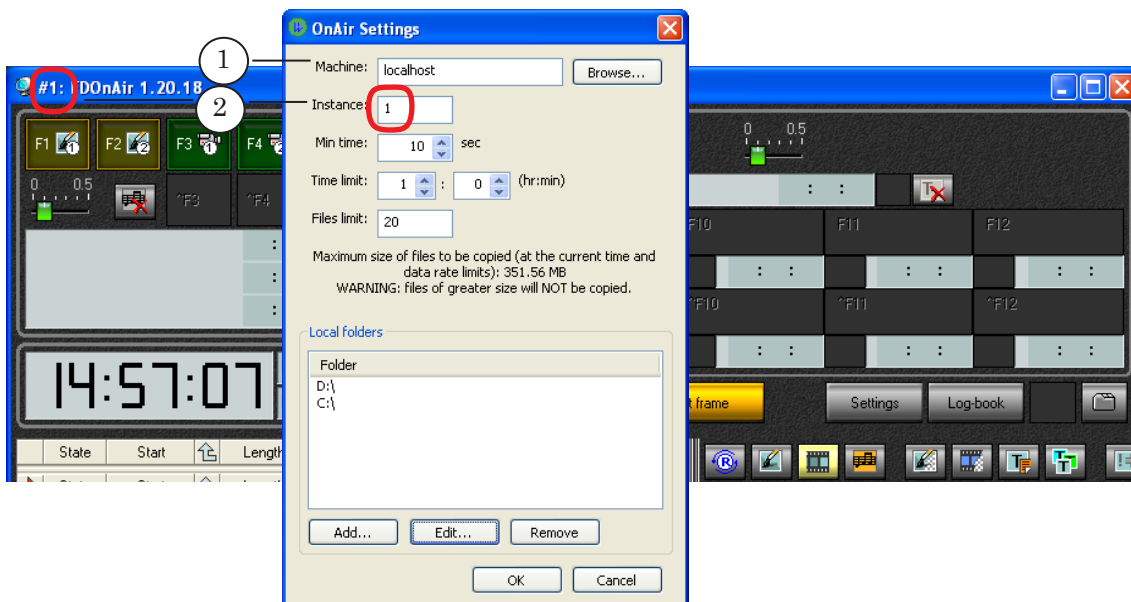 OnAir Settings
1
Machine:
localhost
Browse...
2
Instance:
1
Min time:
10
sec
Time limit:
1
:
0
(hr:min)
Files limit:
20
Maximum size of files to be copied (at the current time and
data rate limits): 351.56 MB
WARNING: files of greater size will NOT be copied.
Local folders
Folder
D:\
C:\
Add...
Edit...
Remove
OK
Cancel
#1: FDOnAir 1.20.18
F1
1
F2
2
F3
1
F4
0 0.5
^F3
^F4
:
:
:
14:57:07
State
Start
Length
0 0.5
: :
F10
F11
F12
: :
: :
: :
^F10
^F11
^F12
: :
: :
: :
t frame
Settings
Log-book